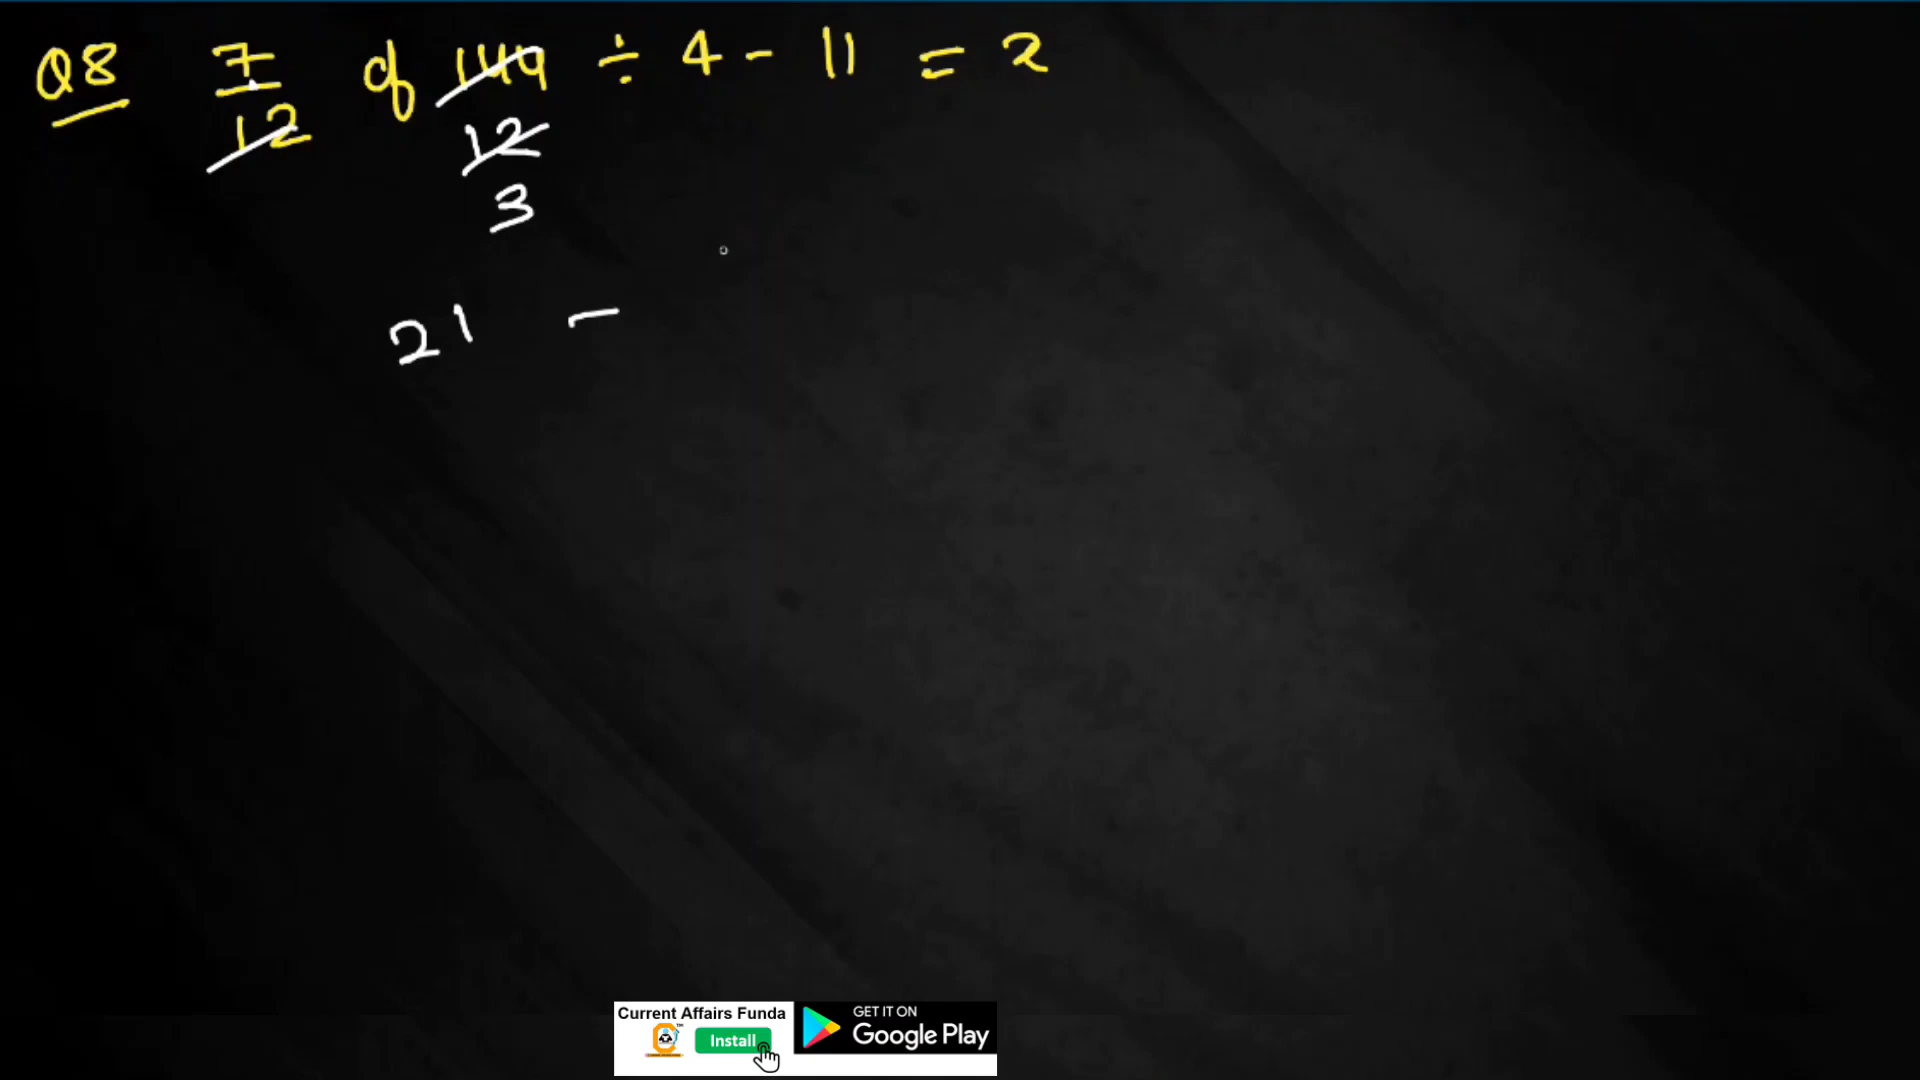 Q8 7/12 of 144 ÷ 4 - 11 = 2
12
3
21 -
Current Affairs Funda
Install
GET IT ON
Google Play